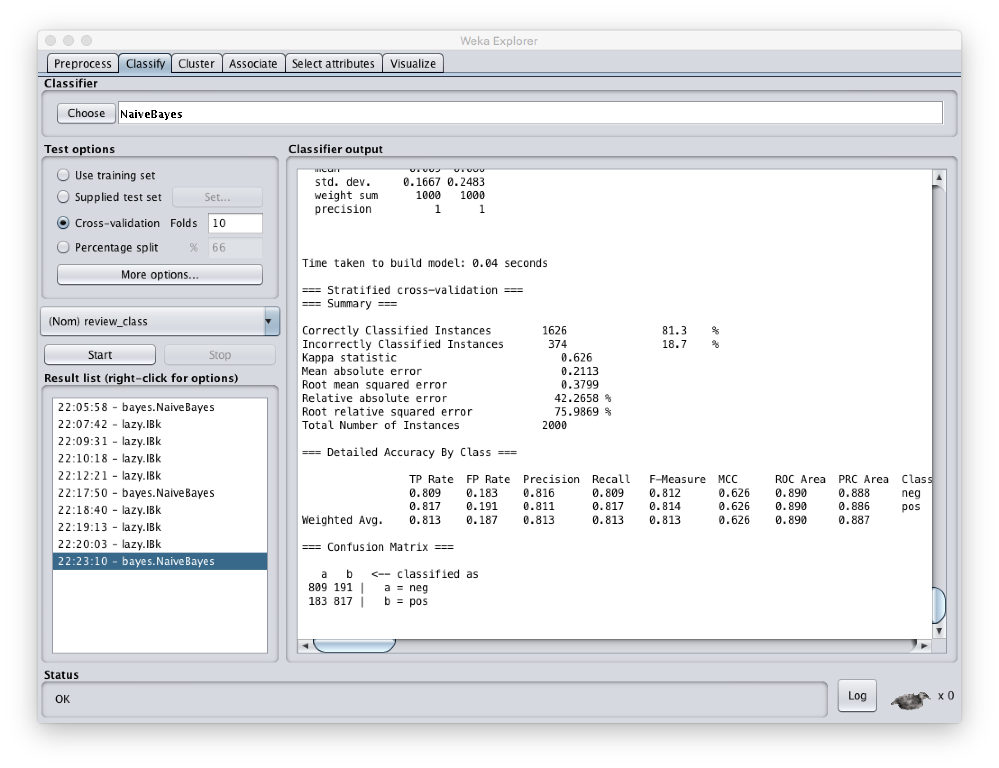 Weka Explorer
Preprocess Classify Cluster Associate Select attributes Visualize
Classifier
Choose NaiveBayes
Test options
Use training set
Supplied test set Set...
Cross-validation Folds 10
Percentage split % 66
More options...
(Nom) review_class
Start Stop
Result list (right-click for options)
22:05:58 - bayes.NaiveBayes
22:07:42 - lazy.IBk
22:09:31 - lazy.IBk
22:10:18 - lazy.IBk
22:12:21 - lazy.IBk
22:17:50 - bayes.NaiveBayes
22:18:40 - lazy.IBk
22:19:13 - lazy.IBk
22:20:03 - lazy.IBk
22:23:10 - bayes.NaiveBayes
Classifier output
std. dev. 0.1667 0.2483
weight sum 1000 1000
precision 1 1
Time taken to build model: 0.04 seconds
=== Stratified cross-validation ===
=== Summary ===
Correctly Classified Instances 1626 81.3 %
Incorrectly Classified Instances 374 18.7 %
Kappa statistic 0.626
Mean absolute error 0.2113
Root mean squared error 0.3799
Relative absolute error 42.2658 %
Root relative squared error 75.9869 %
Total Number of Instances 2000
=== Detailed Accuracy By Class ===
TP Rate FP Rate Precision Recall F-Measure MCC ROC Area PRC Area Class
0.809 0.183 0.816 0.809 0.812 0.626 0.890 0.888 neg
0.817 0.191 0.811 0.817 0.814 0.626 0.890 0.886 pos
Weighted Avg. 0.813 0.187 0.813 0.813 0.813 0.626 0.890 0.887
=== Confusion Matrix ===
a b <-- classified as
809 191 | a = neg
183 817 | b = pos
Status
OK
Log x 0